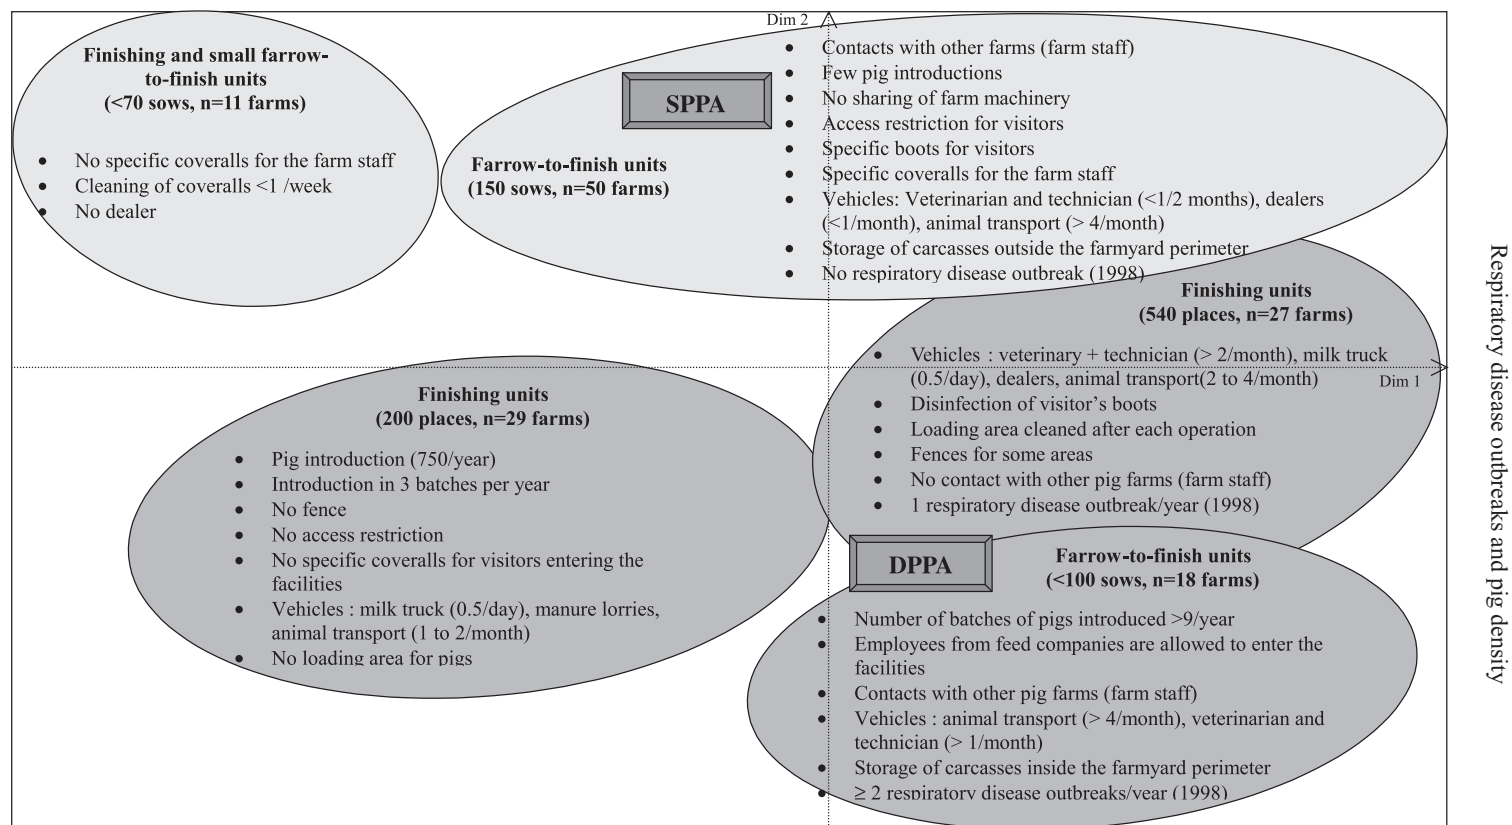 Dim 2
Finishing and small farrow-
to-finish units
(<70 sows, n=11 farms)
• No specific coveralls for the farm staff
• Cleaning of coveralls <1 /week
• No dealer
SPPA
Farrow-to-finish units
(150 sows, n=50 farms)
• Contacts with other farms (farm staff)
• Few pig introductions
• No sharing of farm machinery
• Access restriction for visitors
• Specific boots for visitors
• Specific coveralls for the farm staff
• Vehicles: Veterinarian and technician (<1/2 months), dealers
(<1/month), animal transport (> 4/month)
• Storage of carcasses outside the farmyard perimeter
• No respiratory disease outbreak (1998)
Finishing units
(540 places, n=27 farms)
• Vehicles : veterinary + technician (> 2/month), milk truck
(0.5/day), dealers, animal transport(2 to 4/month)
• Disinfection of visitor's boots
• Loading area cleaned after each operation
• Fences for some areas
• No contact with other pig farms (farm staff)
• 1 respiratory disease outbreak/year (1998)
Dim 1
Finishing units
(200 places, n=29 farms)
• Pig introduction (750/year)
• Introduction in 3 batches per year
• No fence
• No access restriction
• No specific coveralls for visitors entering the
facilities
• Vehicles : milk truck (0.5/day), manure lorries,
animal transport (1 to 2/month)
• No loading area for pigs
DPPA
Farrow-to-finish units
(<100 sows, n=18 farms)
• Number of batches of pigs introduced >9/year
• Employees from feed companies are allowed to enter the
facilities
• Contacts with other pig farms (farm staff)
• Vehicles : animal transport (> 4/month), veterinarian and
technician (> 1/month)
• Storage of carcasses inside the farmyard perimeter
• ≥ 2 respiratory disease outbreaks/year (1998)
Respiratory disease outbreaks and pig density